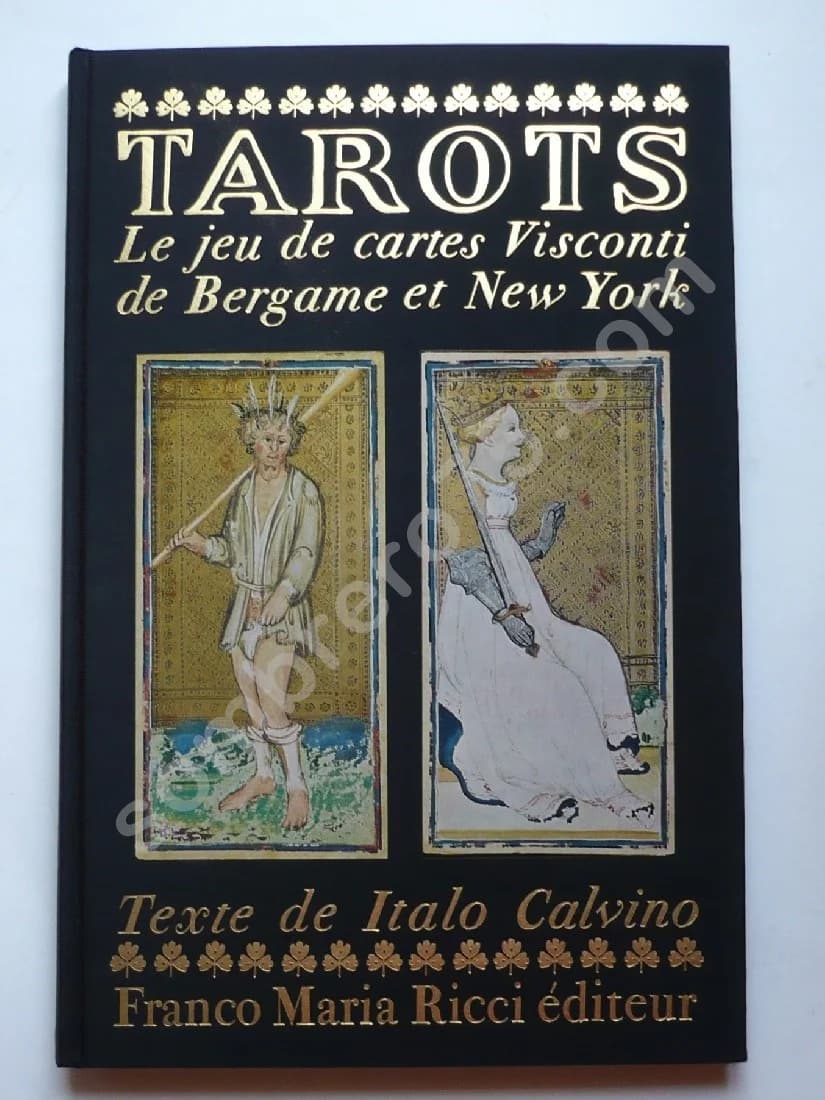 TAROTS
Le jeu de cartes Visconti
de Bergame et New York
Texte de Italo Calvino
Franco Maria Ricci éditeur